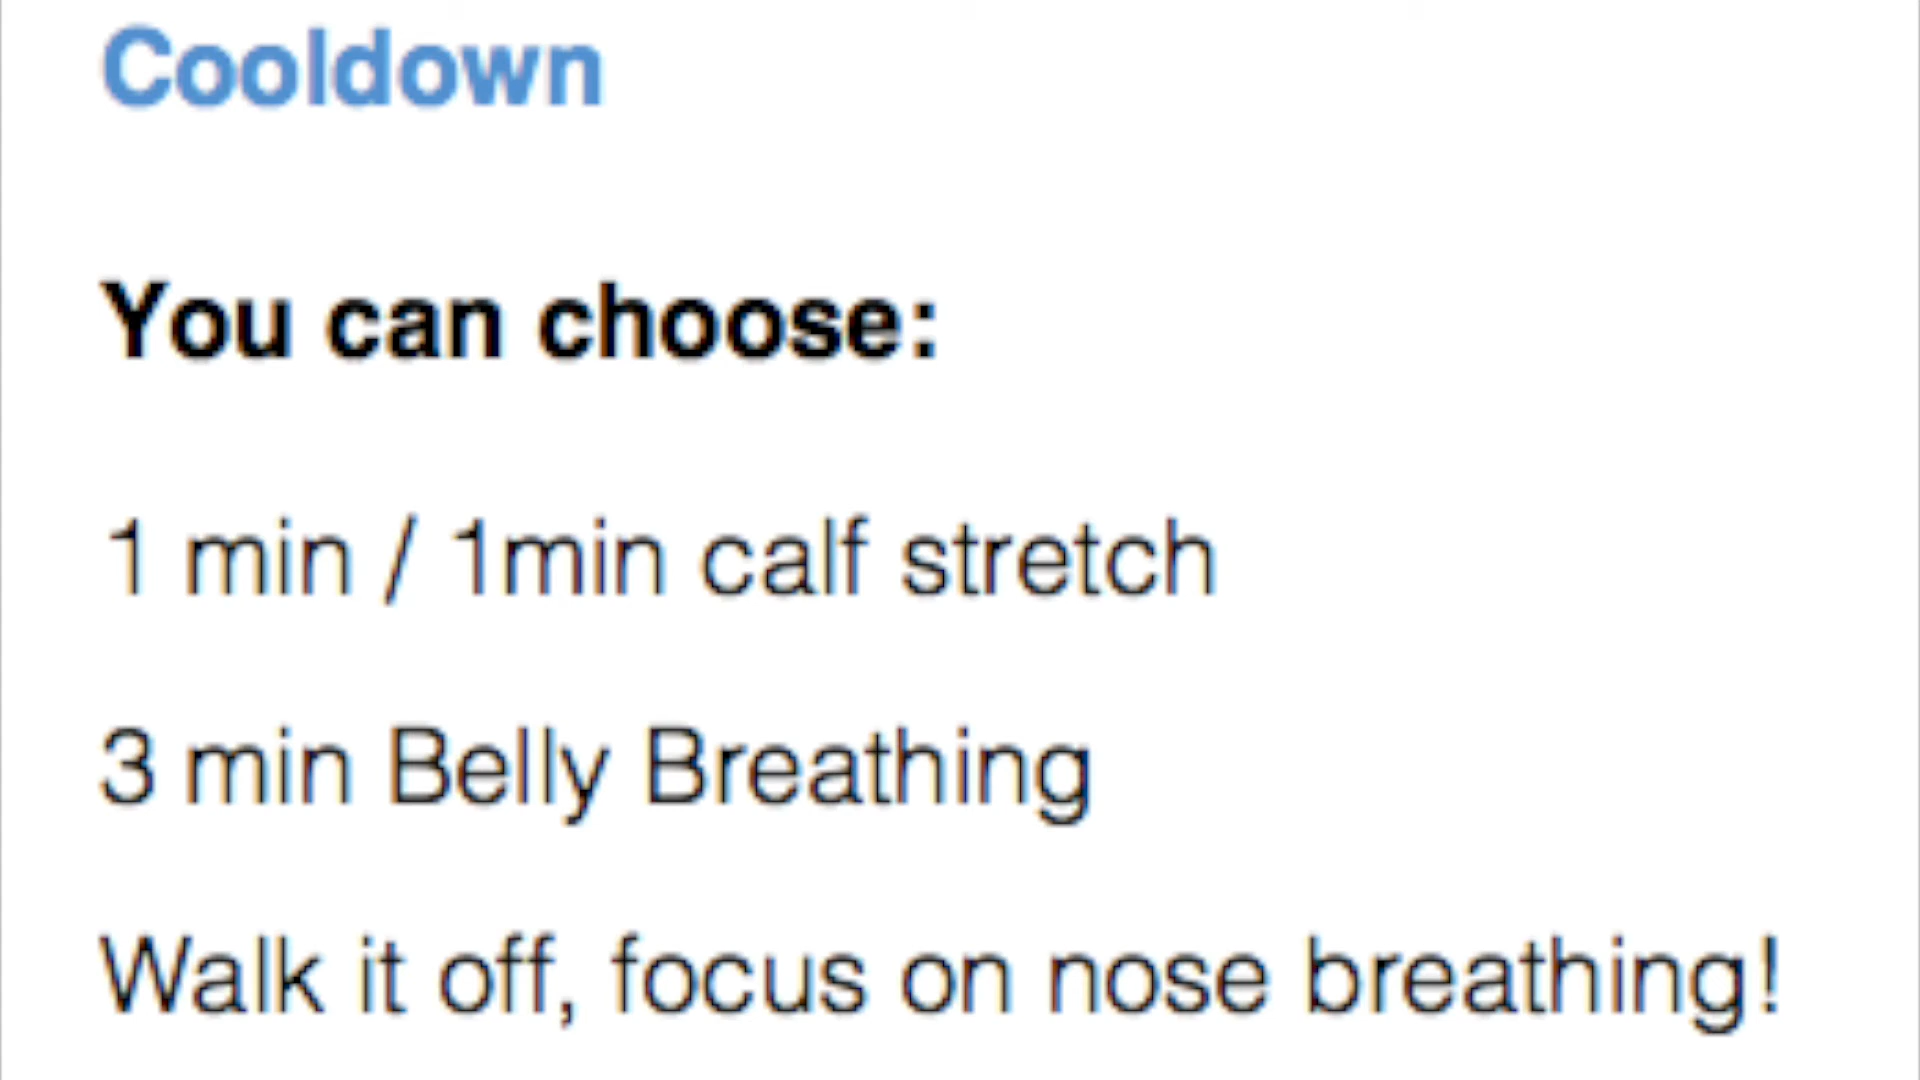 Cooldown
You can choose:
1 min / 1min calf stretch
3 min Belly Breathing
Walk it off, focus on nose breathing!